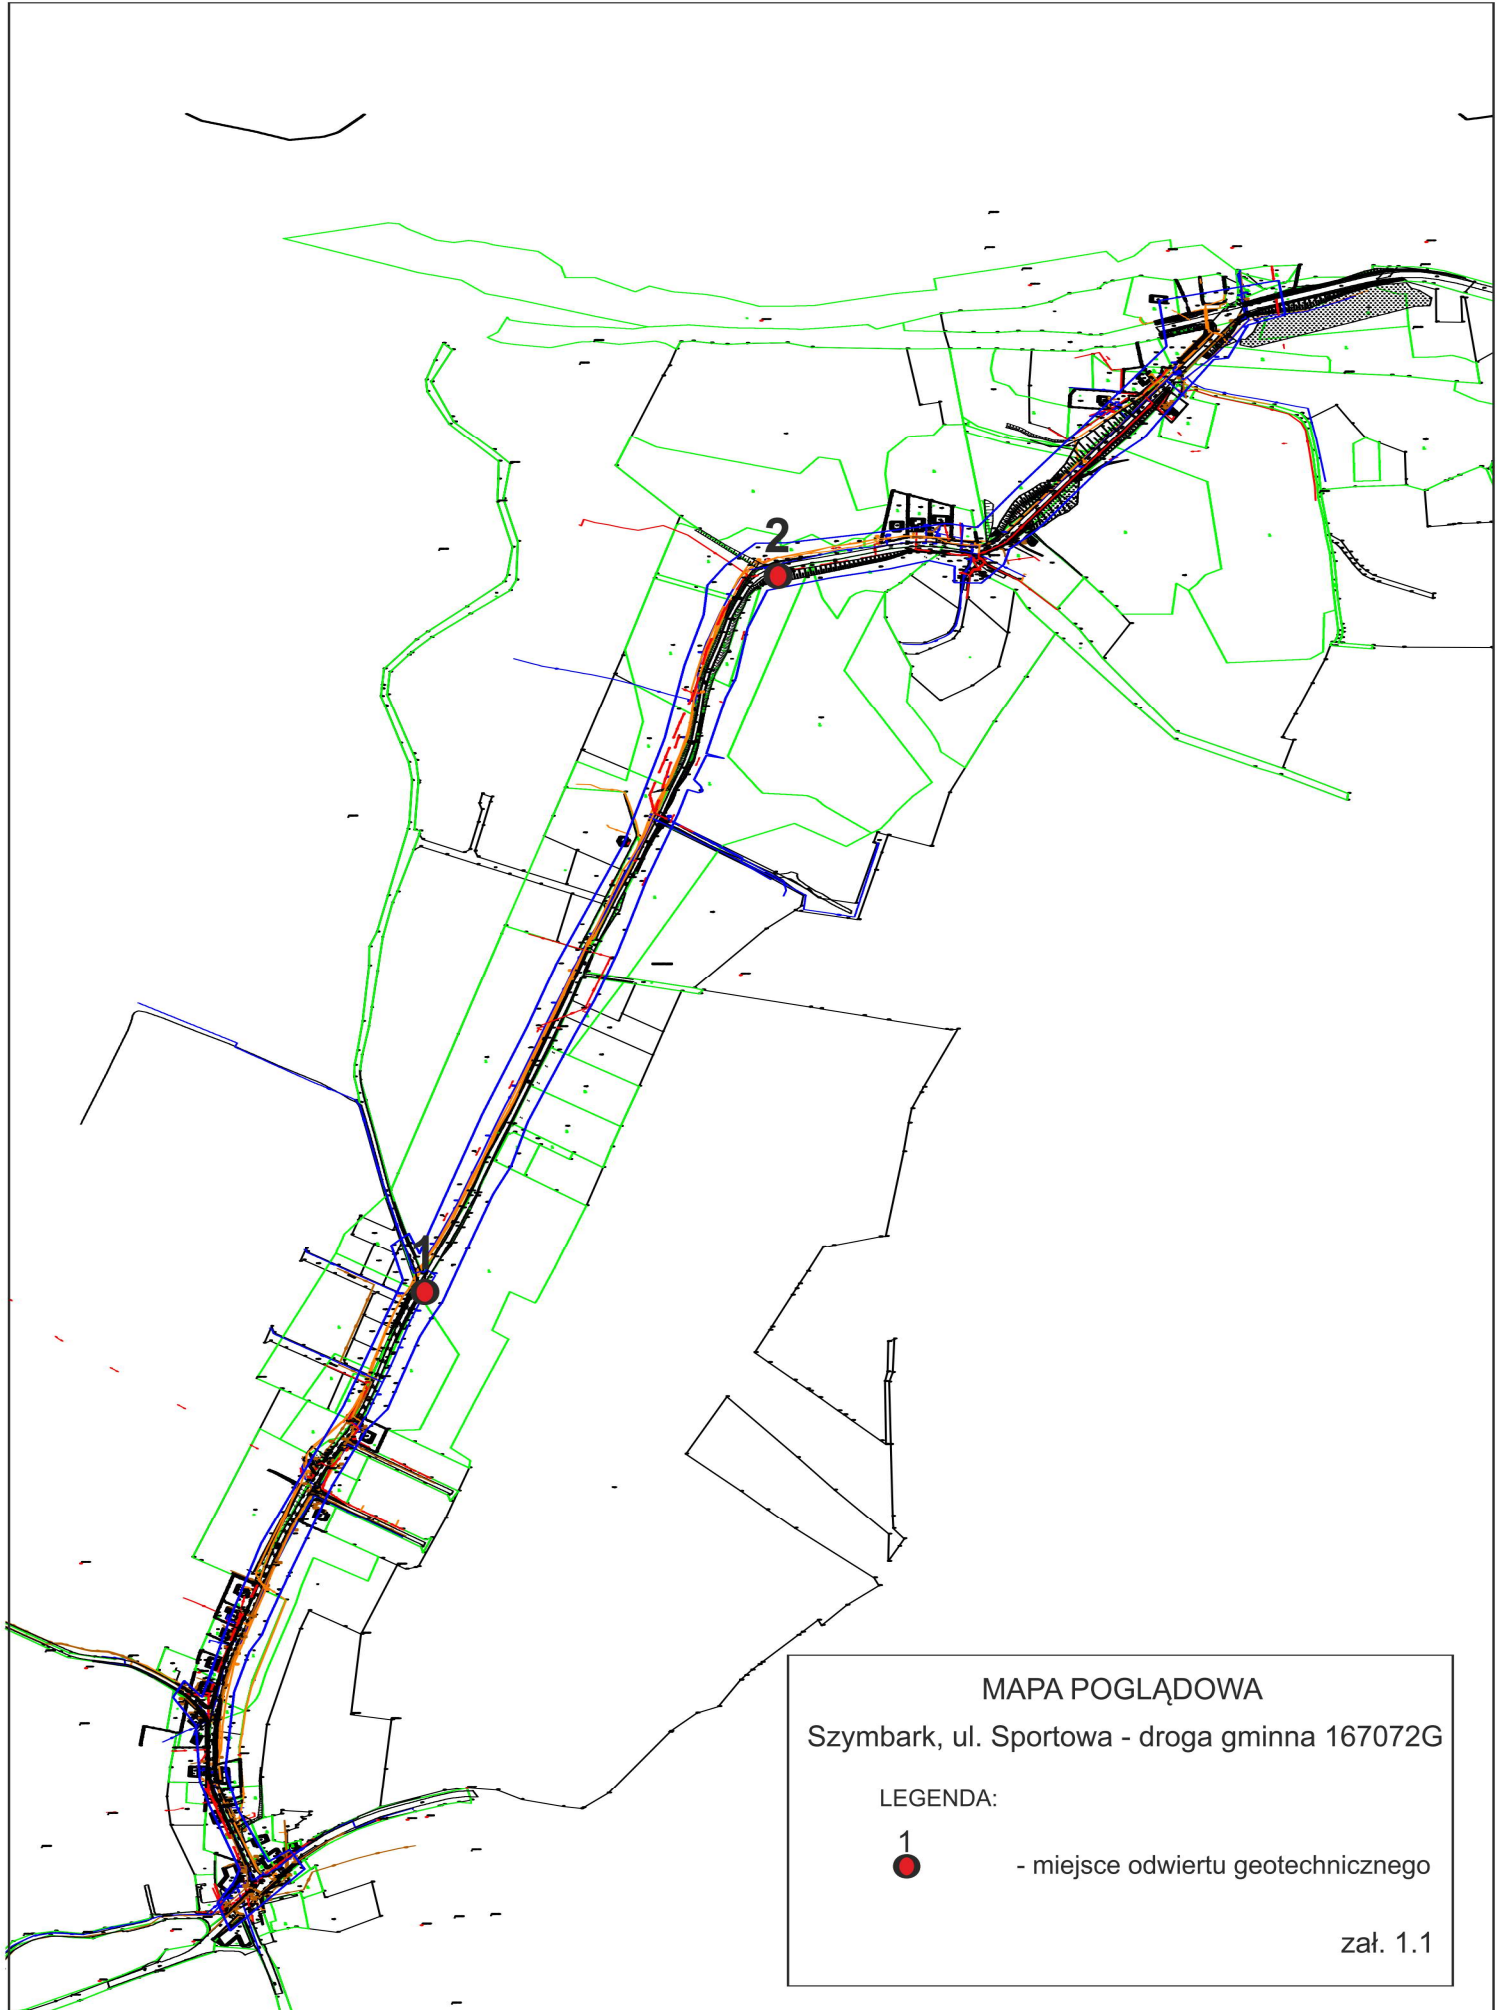 2
1
MAPA POGLĄDOWA
Szymbark, ul. Sportowa - droga gminna 167072G
LEGENDA:
1
- miejsce odwiertu geotechnicznego
zał. 1.1